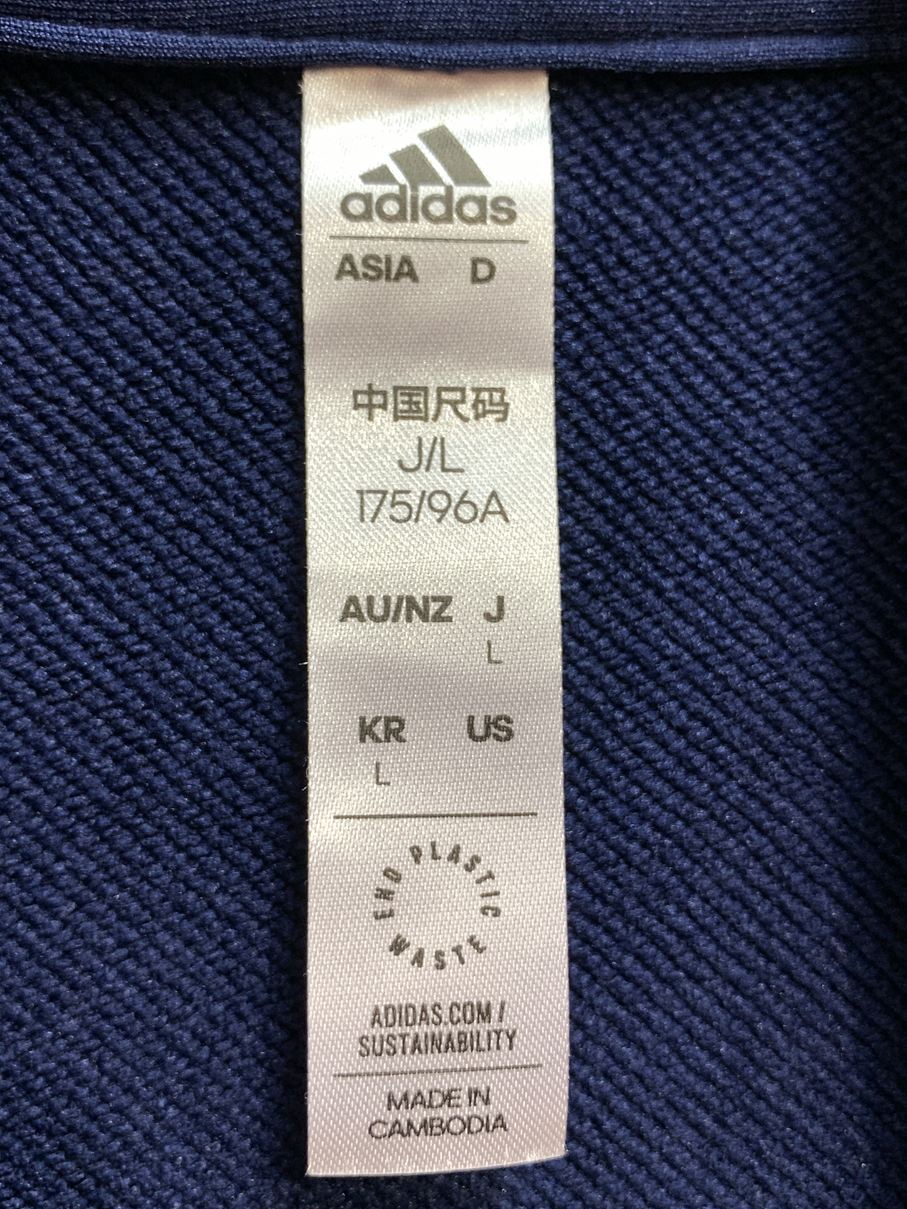 adidas
ASIA D
中国尺码
J/L
175/96A
AU/NZ J
L
KR US
L
END PLASTIC WASTE
ADIDAS.COM /
SUSTAINABILITY
MADE IN
CAMBODIA